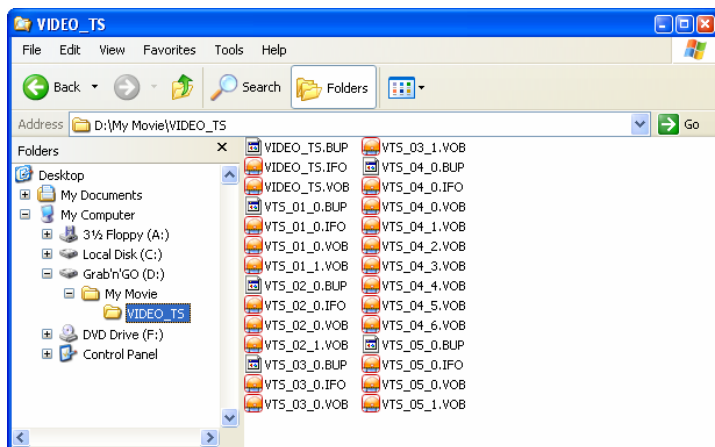 VIDEO_TS
File Edit View Favorites Tools Help
Back Search Folders
Address D:\My Movie\VIDEO_TS Go
Folders
Desktop
My Documents
My Computer
3½ Floppy (A:)
Local Disk (C:)
Grab'n'GO (D:)
My Movie
VIDEO_TS
DVD Drive (F:)
Control Panel
VIDEO_TS.BUP
VIDEO_TS.IFO
VIDEO_TS.VOB
VTS_01_0.BUP
VTS_01_0.IFO
VTS_01_0.VOB
VTS_01_1.VOB
VTS_02_0.BUP
VTS_02_0.IFO
VTS_02_0.VOB
VTS_02_1.VOB
VTS_03_0.BUP
VTS_03_0.IFO
VTS_03_0.VOB
VTS_03_1.VOB
VTS_04_0.BUP
VTS_04_0.IFO
VTS_04_0.VOB
VTS_04_1.VOB
VTS_04_2.VOB
VTS_04_3.VOB
VTS_04_4.VOB
VTS_04_5.VOB
VTS_04_6.VOB
VTS_05_0.BUP
VTS_05_0.IFO
VTS_05_0.VOB
VTS_05_1.VOB